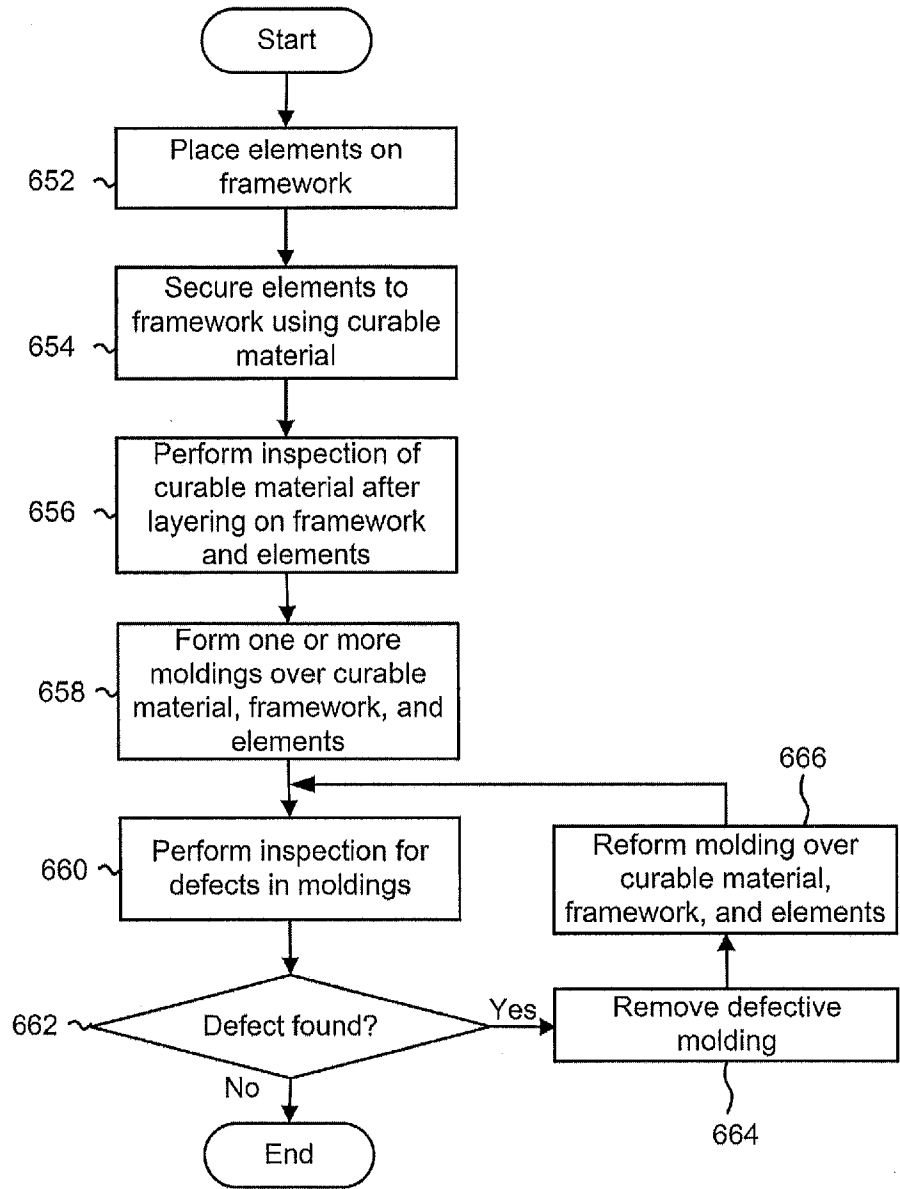 Start
652
Place elements on
framework
654
Secure elements to
framework using curable
material
656
Perform inspection of
curable material after
layering on framework
and elements
658
Form one or more
moldings over curable
material, framework, and
elements
660
Perform inspection for
defects in moldings
662
Defect found?
Yes
No
End
664
Remove defective
molding
666
Reform molding over
curable material,
framework, and elements